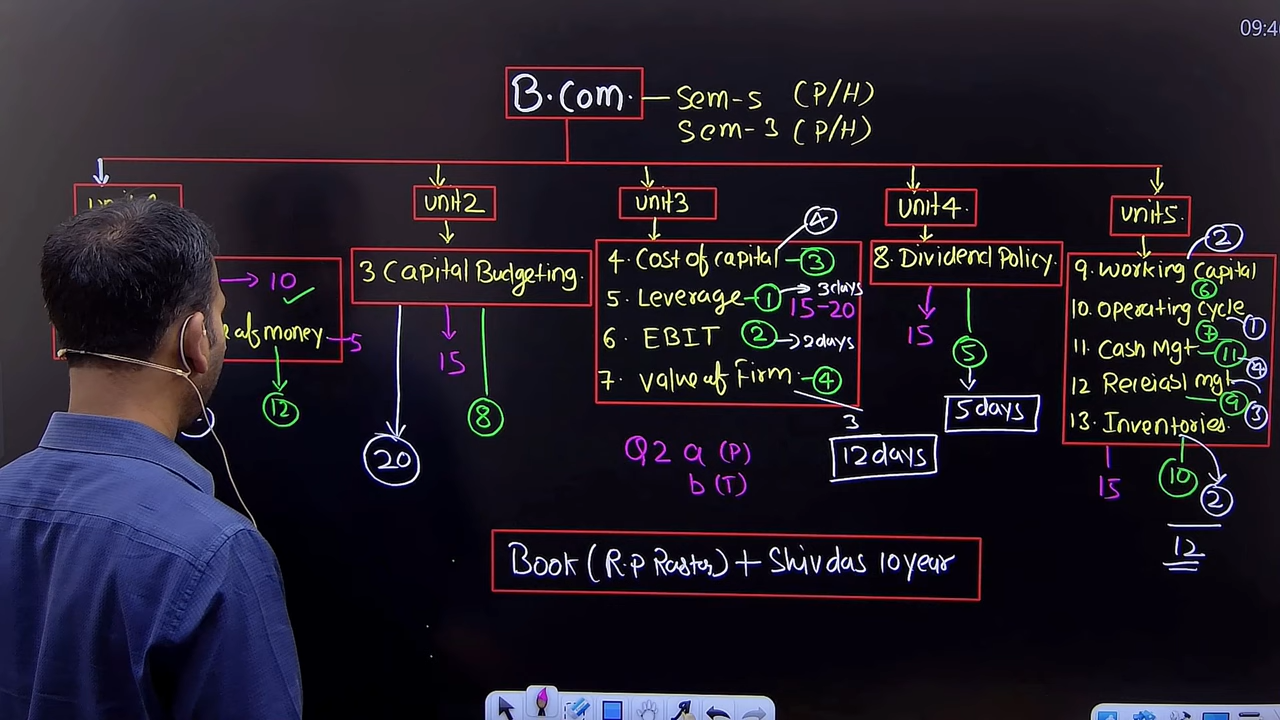 09:4
B.Com.
Sem-5 (P/H)
Sem-3 (P/H)
unit2
3 Capital Budgeting.
15
8
20
unit3
4
4. Cost of capital 3
5. Leverage 1 3days
15-20
6. EBIT 2 2days
7. value of Firm 4
3
12days
Q2 a (P)
b (T)
unit4
8. Dividend Policy.
15
5
5days
unit5.
2
9. working Capital
6
10. Operating Cycle
7 1
11. Cash Mgt 11
4
12 Mgt
9 3
13. Inventories.
15 10 2
12
10
of money 5
12
Book (R.P Rastogi) + Shivdas 10 year